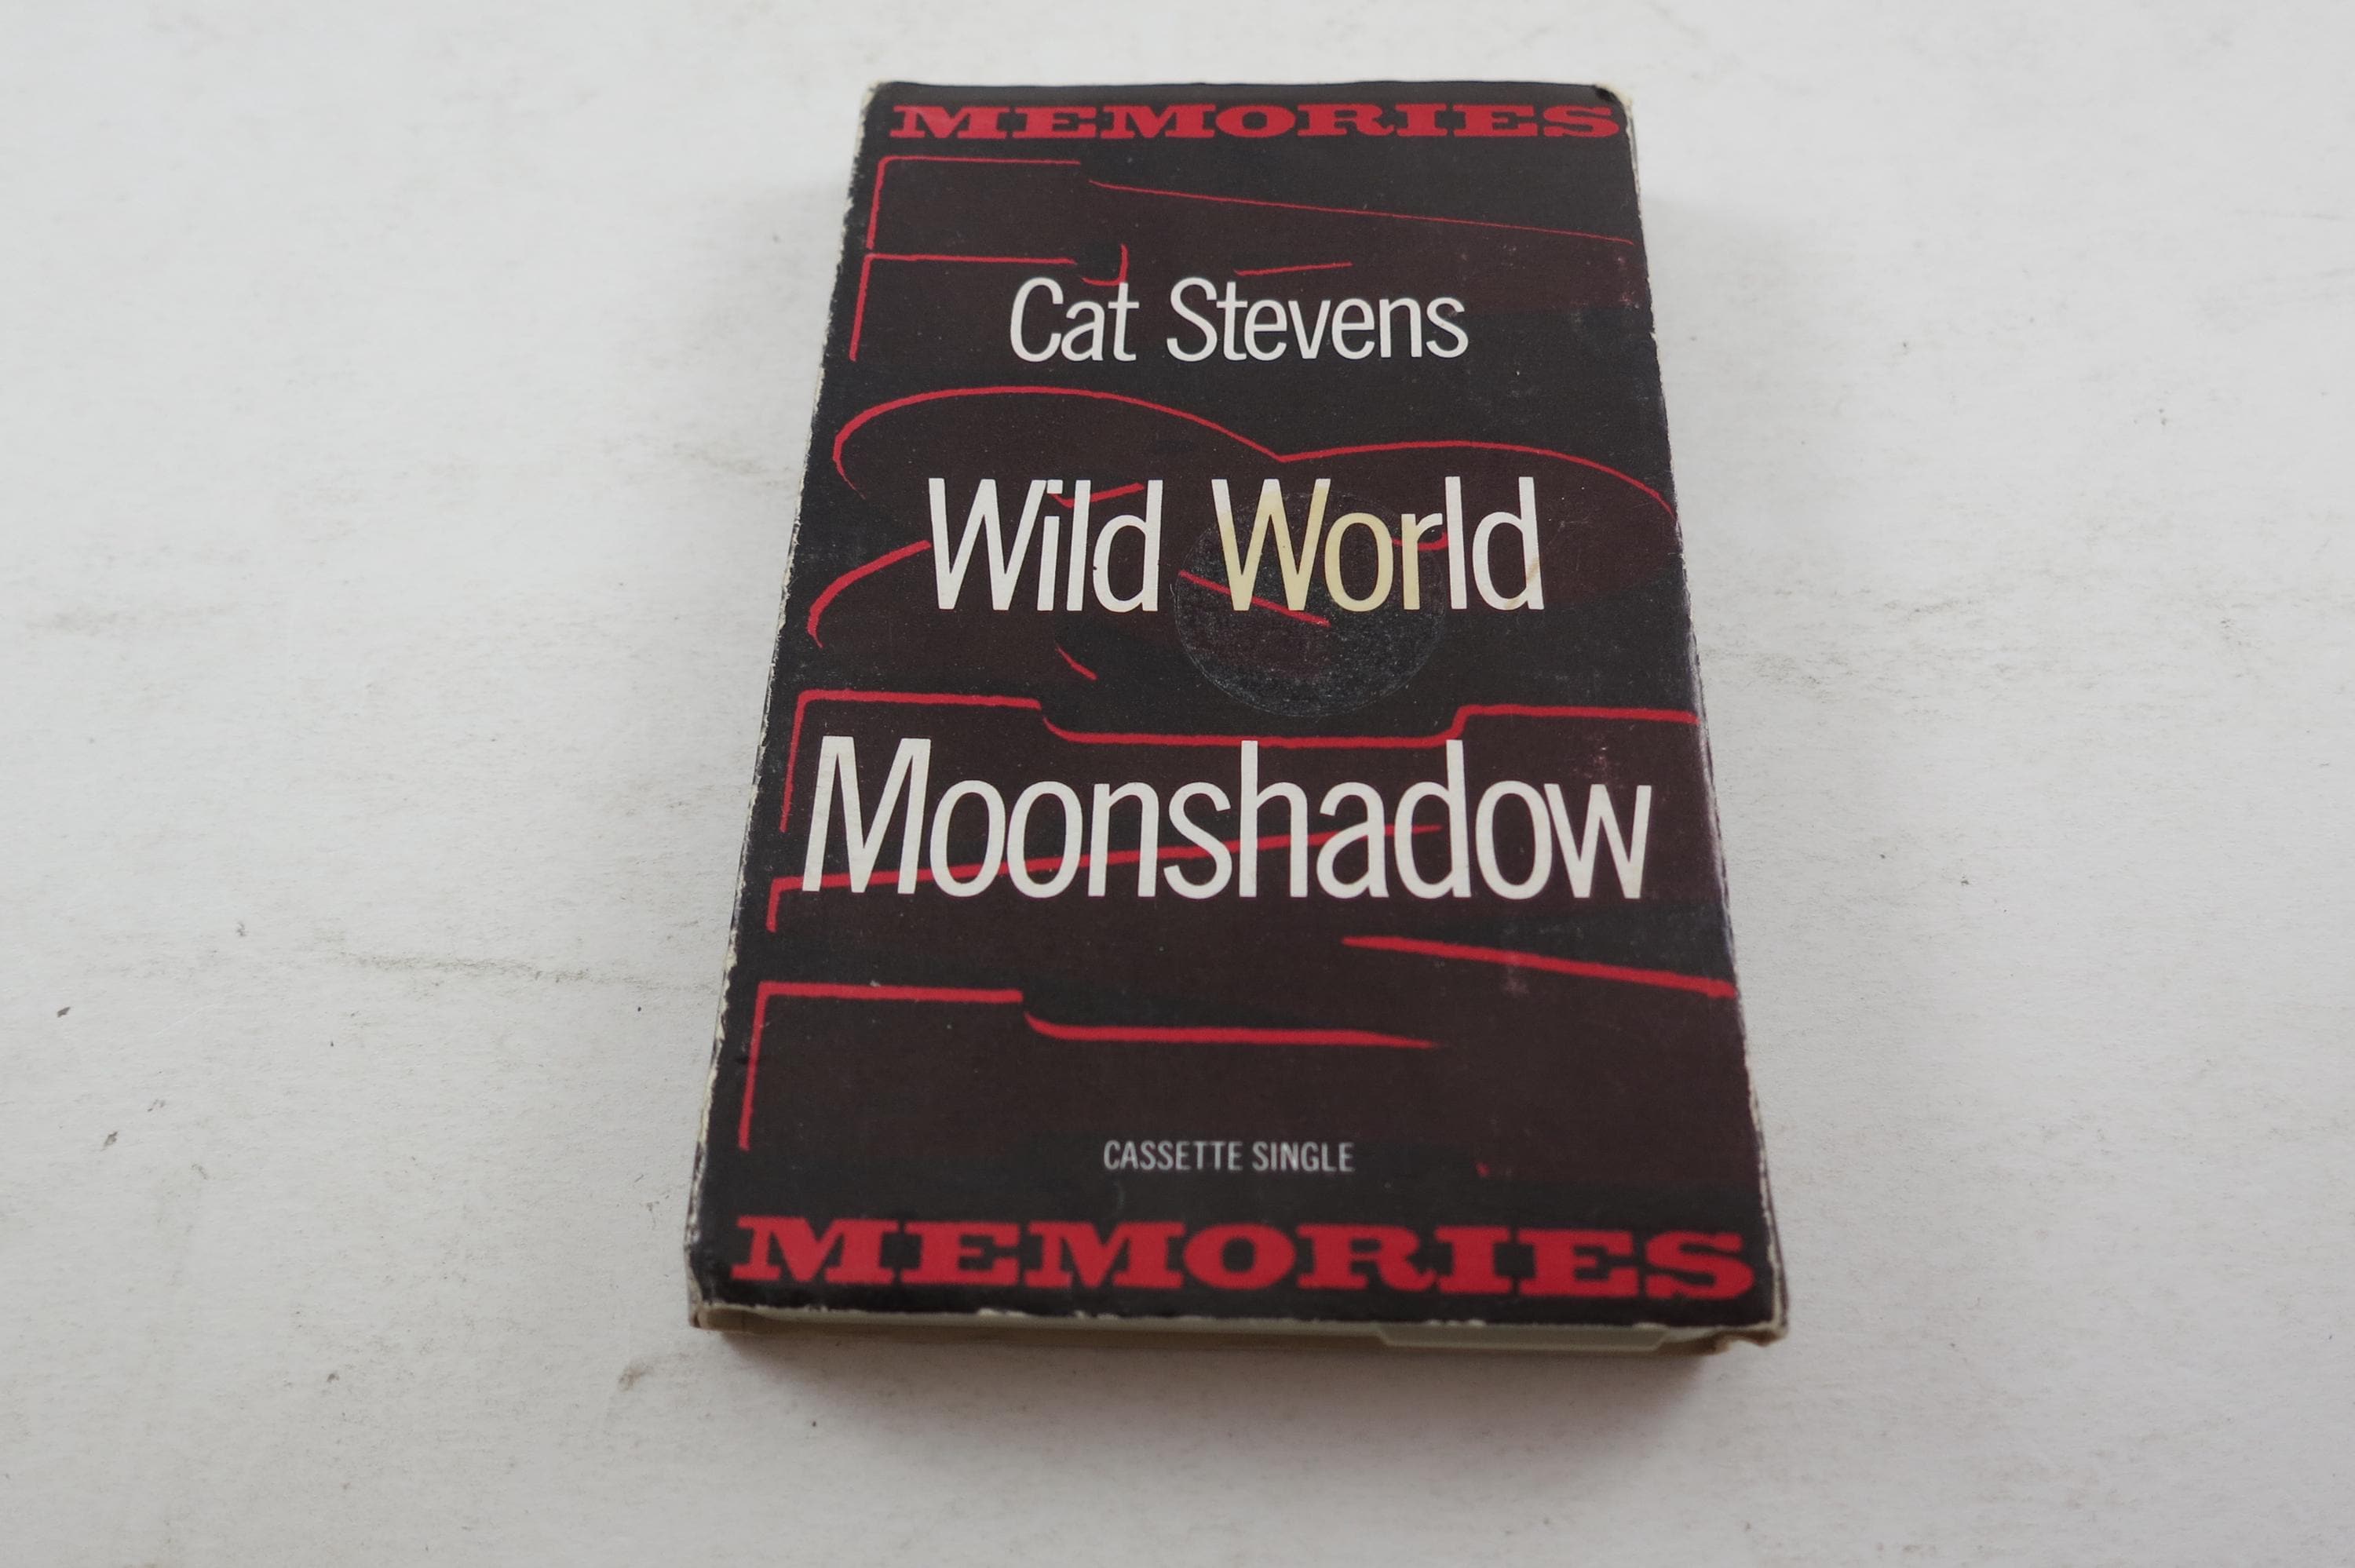 MEMORIES
Cat Stevens
Wild World
Moonshadow
CASSETTE SINGLE
MEMORIES